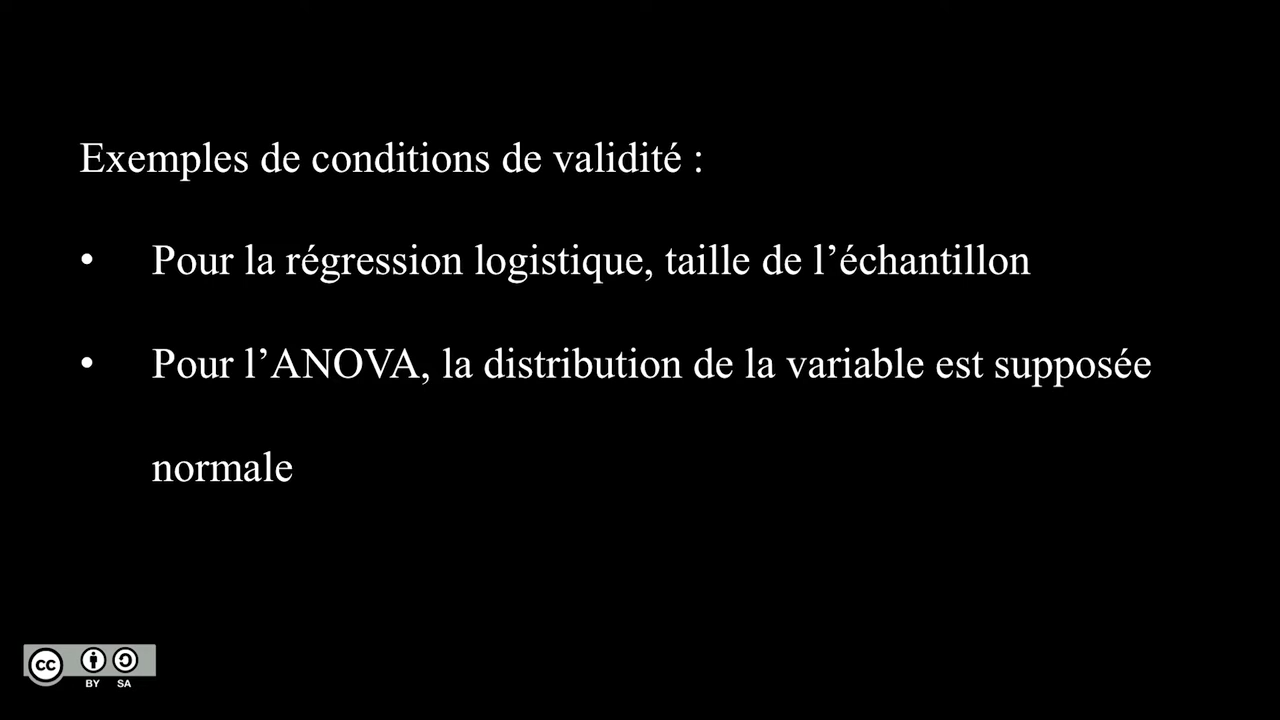 Exemples de conditions de validité :
• Pour la régression logistique, taille de l’échantillon
• Pour l’ANOVA, la distribution de la variable est supposée
normale
cc
BY SA